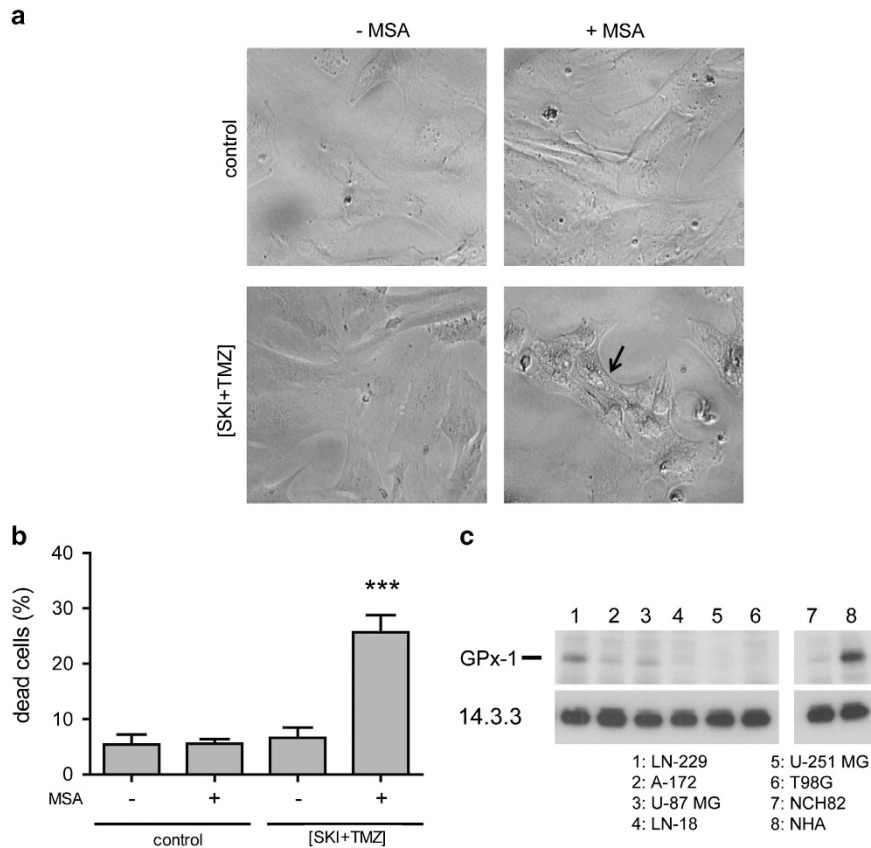 a
- MSA
+ MSA
control
[SKI+TMZ]
b
dead cells (%)
40
30
20
10
0
***
MSA - + - +
control [SKI+TMZ]
c
1 2 3 4 5 6 7 8
GPx-1
14.3.3
1: LN-229
2: A-172
3: U-87 MG
4: LN-18
5: U-251 MG
6: T98G
7: NCH82
8: NHA